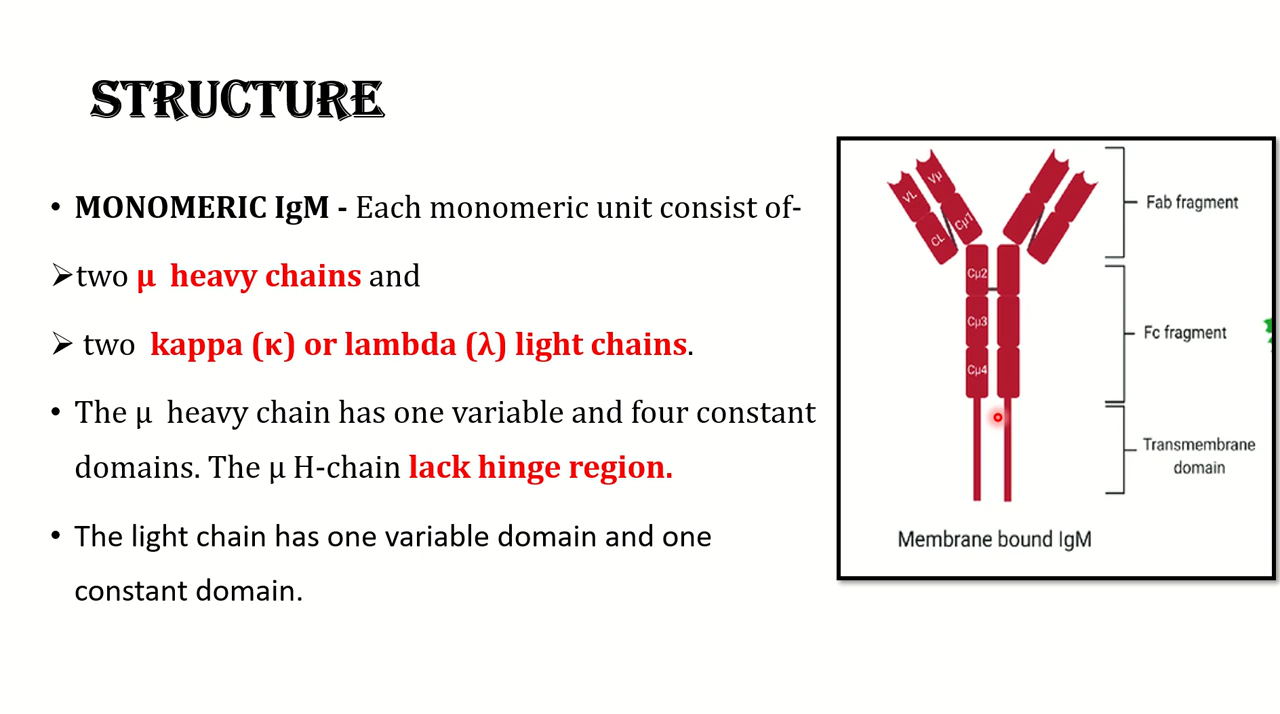 STRUCTURE
• MONOMERIC IgM - Each monomeric unit consist of-
➢two μ heavy chains and
➢ two kappa (κ) or lambda (λ) light chains.
• The μ heavy chain has one variable and four constant
domains. The μ H-chain lack hinge region.
• The light chain has one variable domain and one
constant domain.
VL
Vμ
CL
Cμ1
Cμ2
Cμ3
Cμ4
Fab fragment
Fc fragment
Transmembrane
domain
Membrane bound IgM